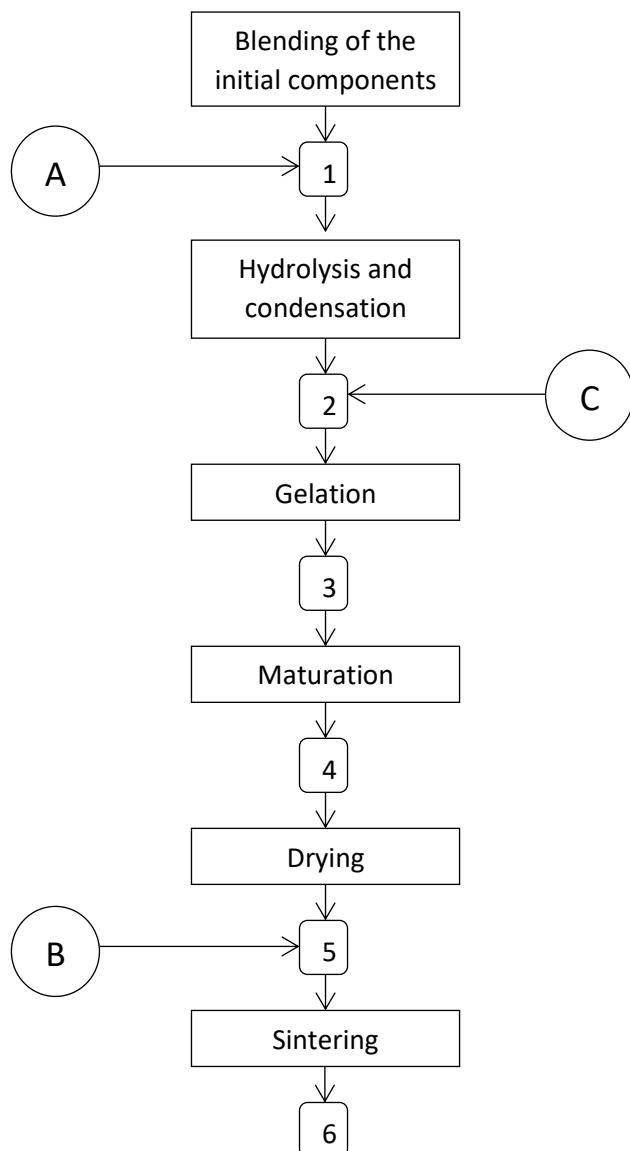 Blending of the
initial components
A
1
Hydrolysis and
condensation
2
C
Gelation
3
Maturation
4
Drying
B
5
Sintering
6